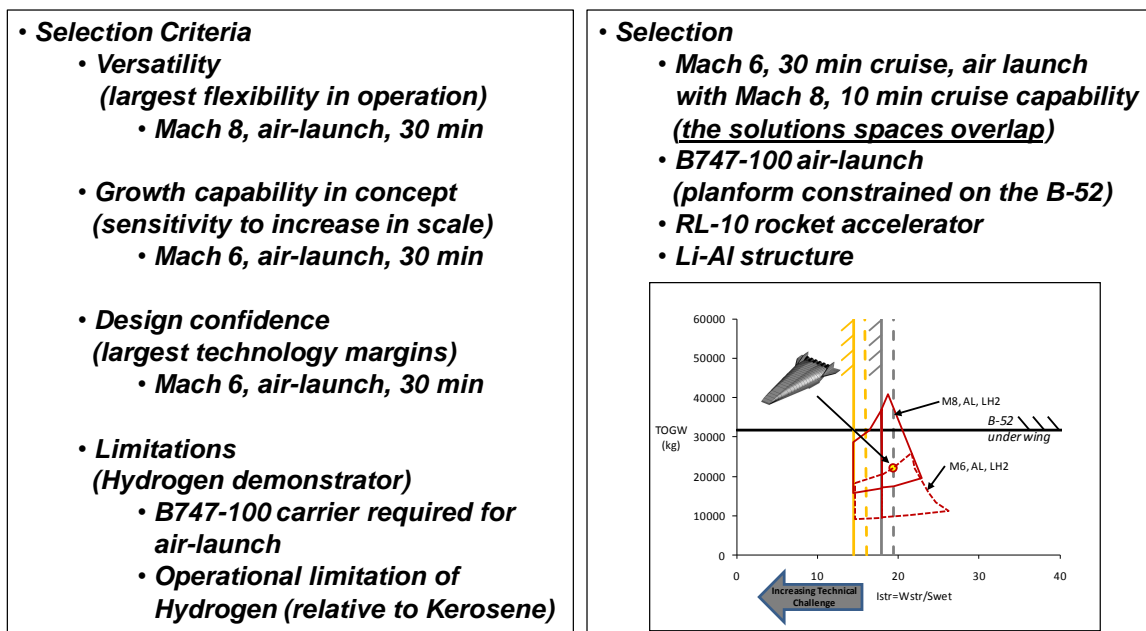 • Selection Criteria
• Versatility
(largest flexibility in operation)
• Mach 8, air-launch, 30 min
• Growth capability in concept
(sensitivity to increase in scale)
• Mach 6, air-launch, 30 min
• Design confidence
(largest technology margins)
• Mach 6, air-launch, 30 min
• Limitations
(Hydrogen demonstrator)
• B747-100 carrier required for
air-launch
• Operational limitation of
Hydrogen (relative to Kerosene)
• Selection
• Mach 6, 30 min cruise, air launch
with Mach 8, 10 min cruise capability
(the solutions spaces overlap)
• B747-100 air-launch
(planform constrained on the B-52)
• RL-10 rocket accelerator
• Li-Al structure
60000
50000
40000
30000
20000
10000
0
TOGW
(kg)
M8, AL, LH2
B-52
underwing
M6, AL, LH2
0
10
20
30
40
Increasing Technical
Challenge
Istr=Wstr/Swet